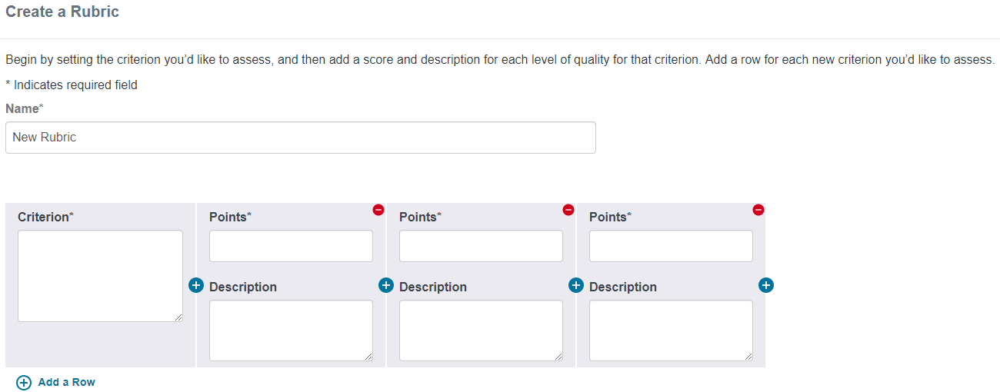 Create a Rubric
Begin by setting the criterion you’d like to assess, and then add a score and description for each level of quality for that criterion. Add a row for each new criterion you’d like to assess.
* Indicates required field
Name*
New Rubric
Criterion* Points* Points* Points*
Description Description Description
Add a Row